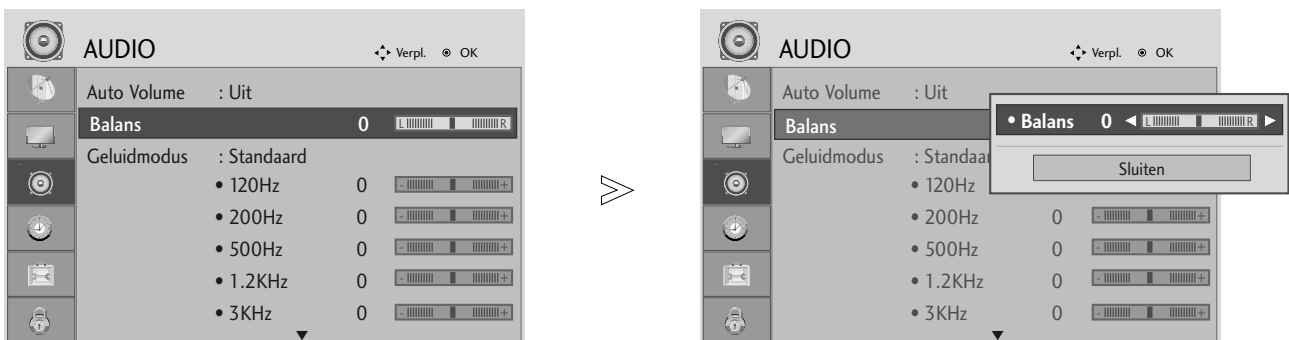 AUDIO Verpl. OK
Auto Volume : Uit
Balans 0 L R
Geluidmodus : Standaard
• 120Hz 0 - +
• 200Hz 0 - +
• 500Hz 0 - +
• 1.2KHz 0 - +
• 3KHz 0 - +
AUDIO Verpl. OK
Auto Volume : Uit
Balans
• Balans 0 L R
Sluiten
Geluidmodus : Standaar
• 120Hz
• 200Hz 0 - +
• 500Hz 0 - +
• 1.2KHz 0 - +
• 3KHz 0 - +